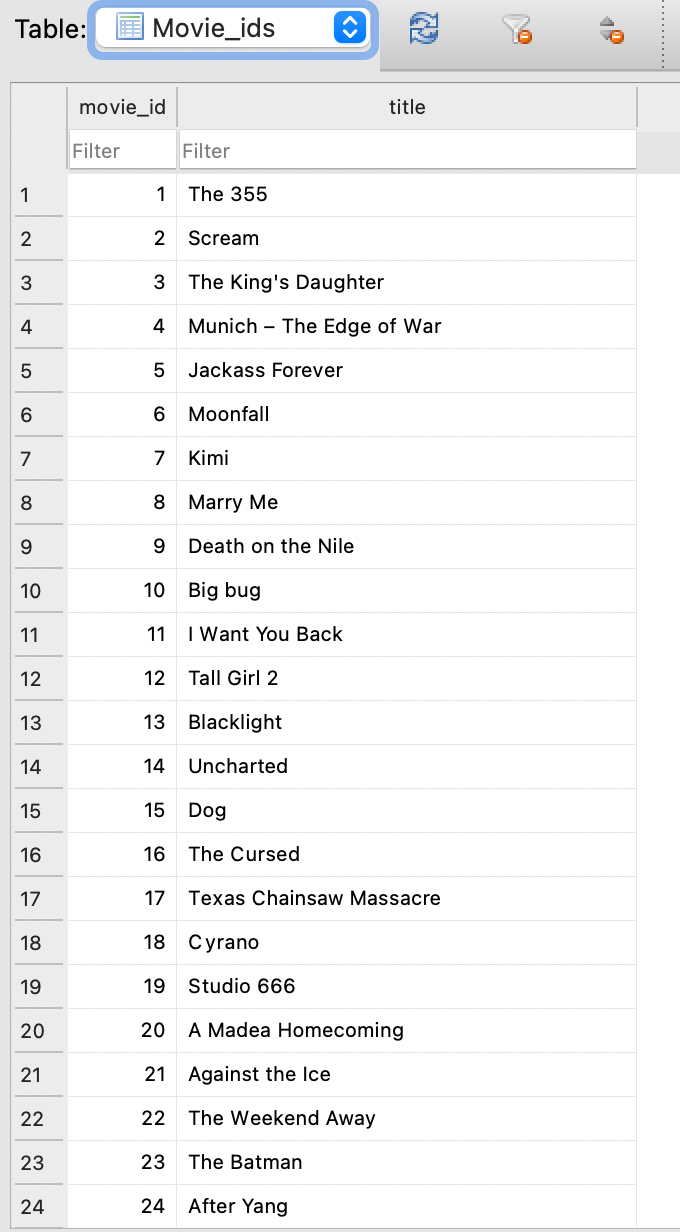 Table: Movie_ids
movie_id title
Filter Filter
1 1 The 355
2 2 Scream
3 3 The King's Daughter
4 4 Munich – The Edge of War
5 5 Jackass Forever
6 6 Moonfall
7 7 Kimi
8 8 Marry Me
9 9 Death on the Nile
10 10 Big bug
11 11 I Want You Back
12 12 Tall Girl 2
13 13 Blacklight
14 14 Uncharted
15 15 Dog
16 16 The Cursed
17 17 Texas Chainsaw Massacre
18 18 Cyrano
19 19 Studio 666
20 20 A Madea Homecoming
21 21 Against the Ice
22 22 The Weekend Away
23 23 The Batman
24 24 After Yang